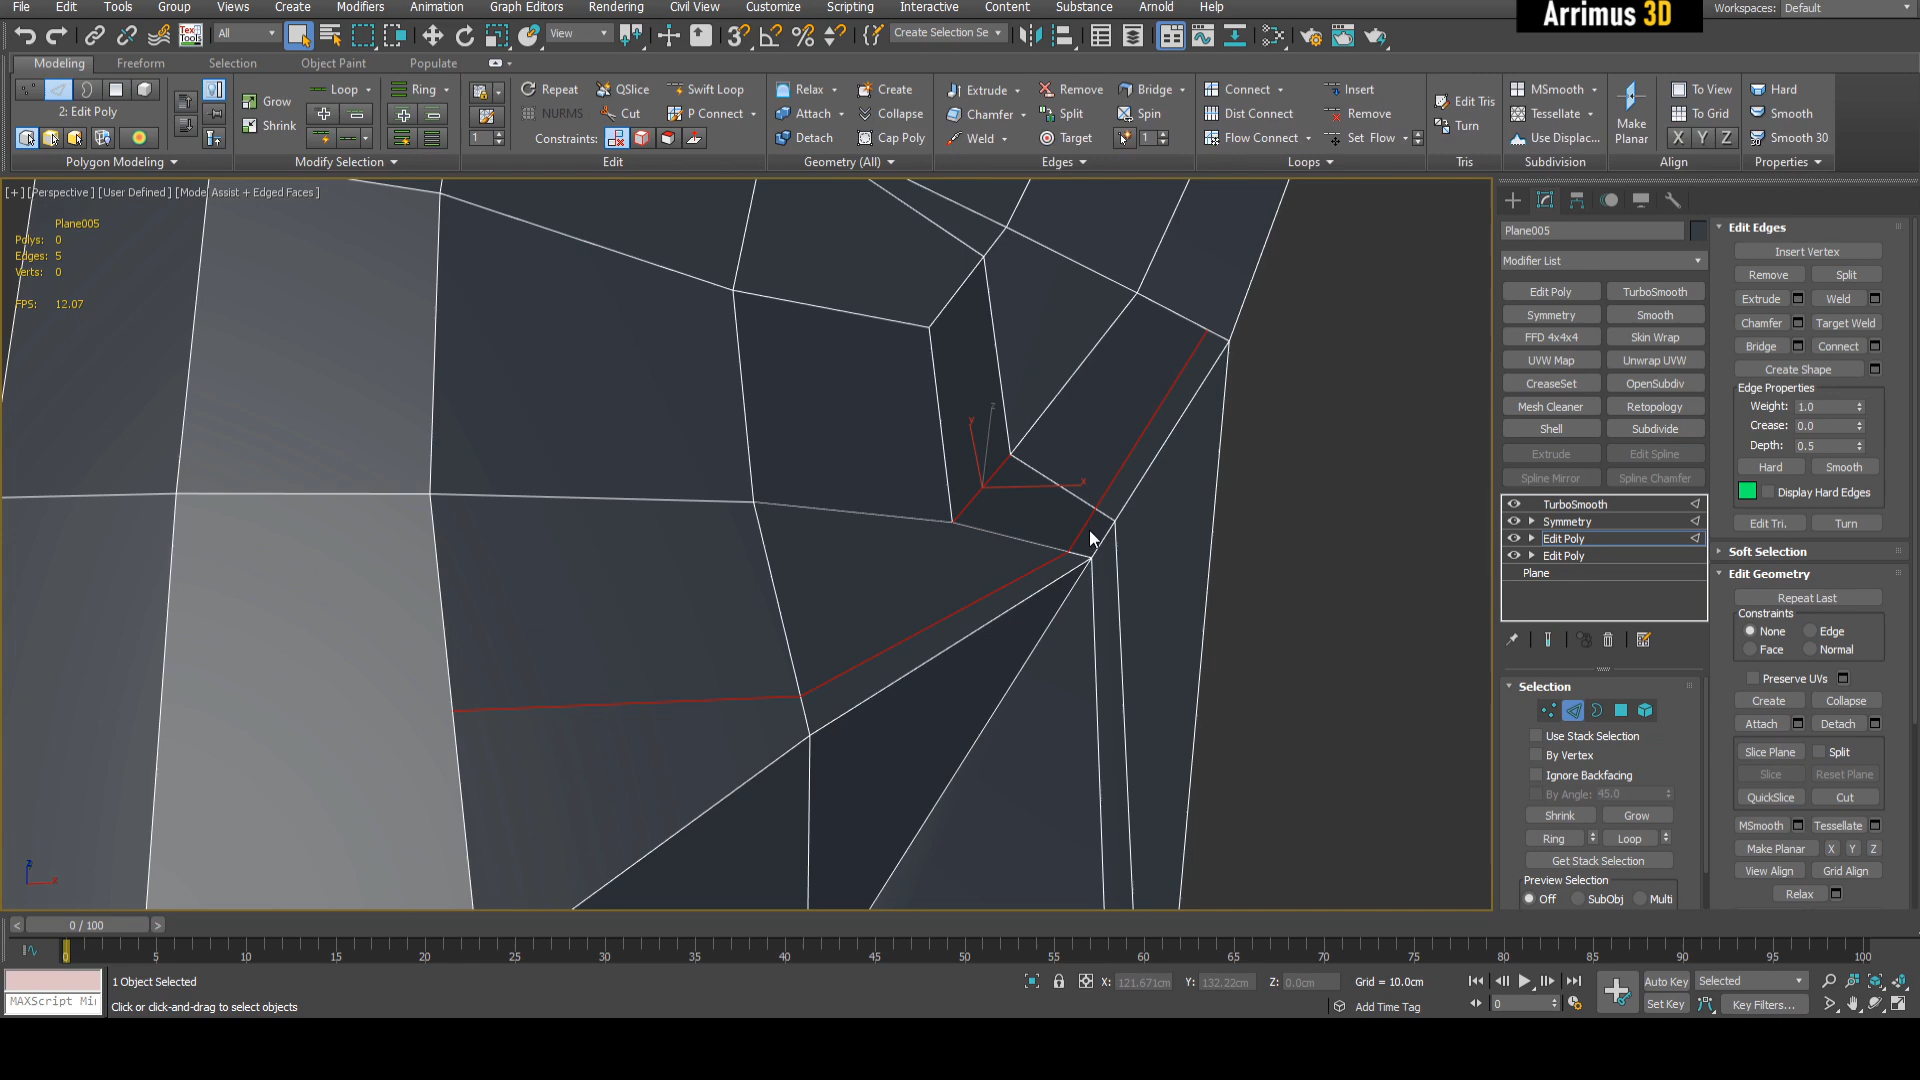 File Edit Tools Group Views Create Modifiers Animation Graph Editors Rendering Civil View Customize Scripting Interactive Content Substance Arnold Help
Arrimus 3D
Workspaces: Default
All
View
Create Selection Se
Modeling Freeform Selection Object Paint Populate
2: Edit Poly
Grow
Shrink
Loop
Ring
1
Repeat QSlice Swift Loop
NURMS Cut P Connect
Constraints:
Relax Create
Attach Collapse
Detach Cap Poly
Extrude Remove Bridge
Chamfer Split Spin
Weld Target 1
Connect Insert
Dist Connect Remove
Flow Connect Set Flow
Edit Tris
Turn
MSmooth
Tessellate
Use Displac...
Make
Planar
To View
To Grid
X Y Z
Hard
Smooth
Smooth 30
Polygon Modeling Modify Selection Edit Geometry (All) Edges Loops Tris Subdivision Align Properties
[+] [Perspective ] [User Defined ] [Mode Assist + Edged Faces ]
Plane005
Polys: 0
Edges: 5
Verts: 0
FPS: 12.07
y
z
x
z
x
Plane005
Modifier List
Edit Poly TurboSmooth
Symmetry Smooth
FFD 4x4x4 Skin Wrap
UVW Map Unwrap UVW
CreaseSet OpenSubdiv
Mesh Cleaner Retopology
Shell Subdivide
Extrude Edit Spline
Spline Mirror Spline Chamfer
TurboSmooth
Symmetry
Edit Poly
Edit Poly
Plane
Selection
Use Stack Selection
By Vertex
Ignore Backfacing
By Angle: 45.0
Shrink Grow
Ring Loop
Get Stack Selection
Preview Selection
Off SubObj Multi
Edit Edges
Insert Vertex
Remove Split
Extrude Weld
Chamfer Target Weld
Bridge Connect
Create Shape
Edge Properties
Weight: 1.0
Crease: 0.0
Depth: 0.5
Hard Smooth
Display Hard Edges
Edit Tri. Turn
Soft Selection
Edit Geometry
Repeat Last
Constraints
None Edge
Face Normal
Preserve UVs
Create Collapse
Attach Detach
Slice Plane Split
Slice Reset Plane
QuickSlice Cut
MSmooth Tessellate
Make Planar X Y Z
View Align Grid Align
Relax
< 0 / 100 >
0 5 10 15 20 25 30 35 40 45 50 55 60 65 70 75 80 85 90 95 100
MAXScript Mi
1 Object Selected
Click or click-and-drag to select objects
X: 121.671cm Y: 132.22cm Z: 0.0cm Grid = 10.0cm
Add Time Tag
0
Auto Key Selected
Set Key Key Filters...